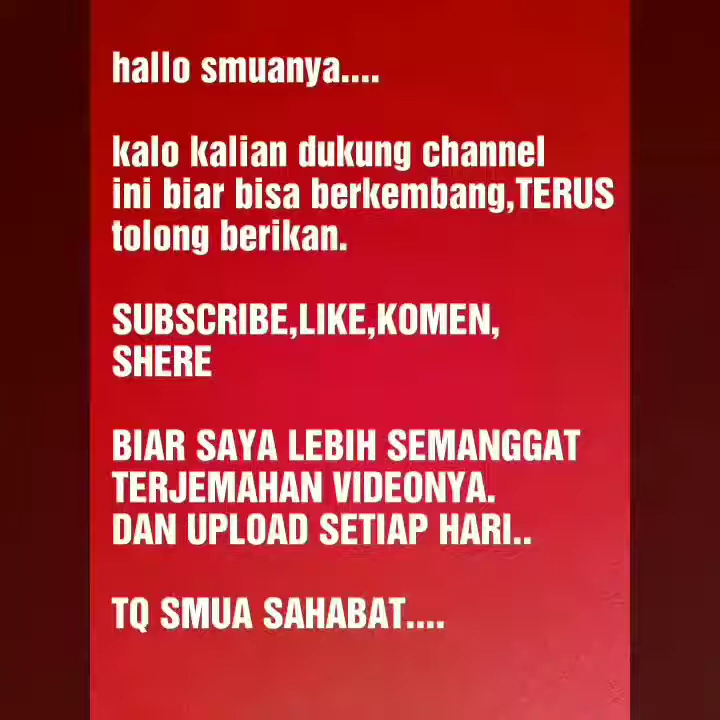 hallo smuanya....
kalo kalian dukung channel
ini biar bisa berkembang,TERUS
tolong berikan.
SUBSCRIBE,LIKE,KOMEN,
SHERE
BIAR SAYA LEBIH SEMANGGAT
TERJEMAHAN VIDEONYA.
DAN UPLOAD SETIAP HARI..
TQ SMUA SAHABAT....